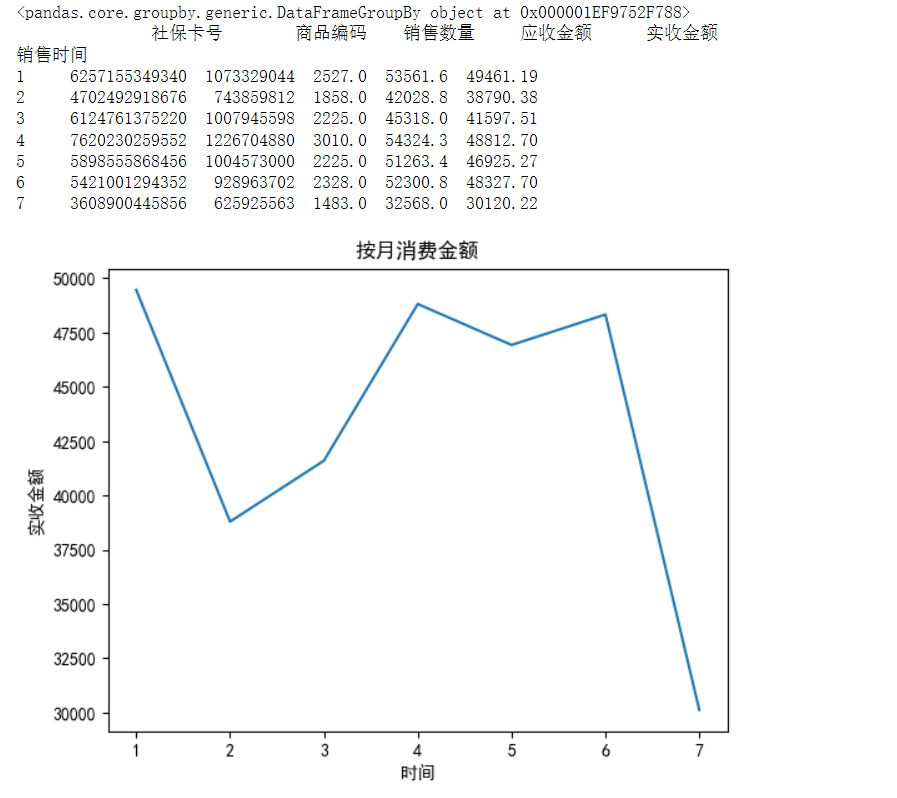 <pandas.core.groupby.generic.DataFrameGroupBy object at 0x000001EF9752F788>
社保卡号 商品编码 销售数量 应收金额 实收金额
销售时间
1 6257155349340 1073329044 2527.0 53561.6 49461.19
2 4702492918676 743859812 1858.0 42028.8 38790.38
3 6124761375220 1007945598 2225.0 45318.0 41597.51
4 7620230259552 1226704880 3010.0 54324.3 48812.70
5 5898555868456 1004573000 2225.0 51263.4 46925.27
6 5421001294352 928963702 2328.0 52300.8 48327.70
7 3608900445856 625925563 1483.0 32568.0 30120.22
按月消费金额
50000
47500
45000
42500
40000
37500
35000
32500
30000
实收金额
1 2 3 4 5 6 7
时间